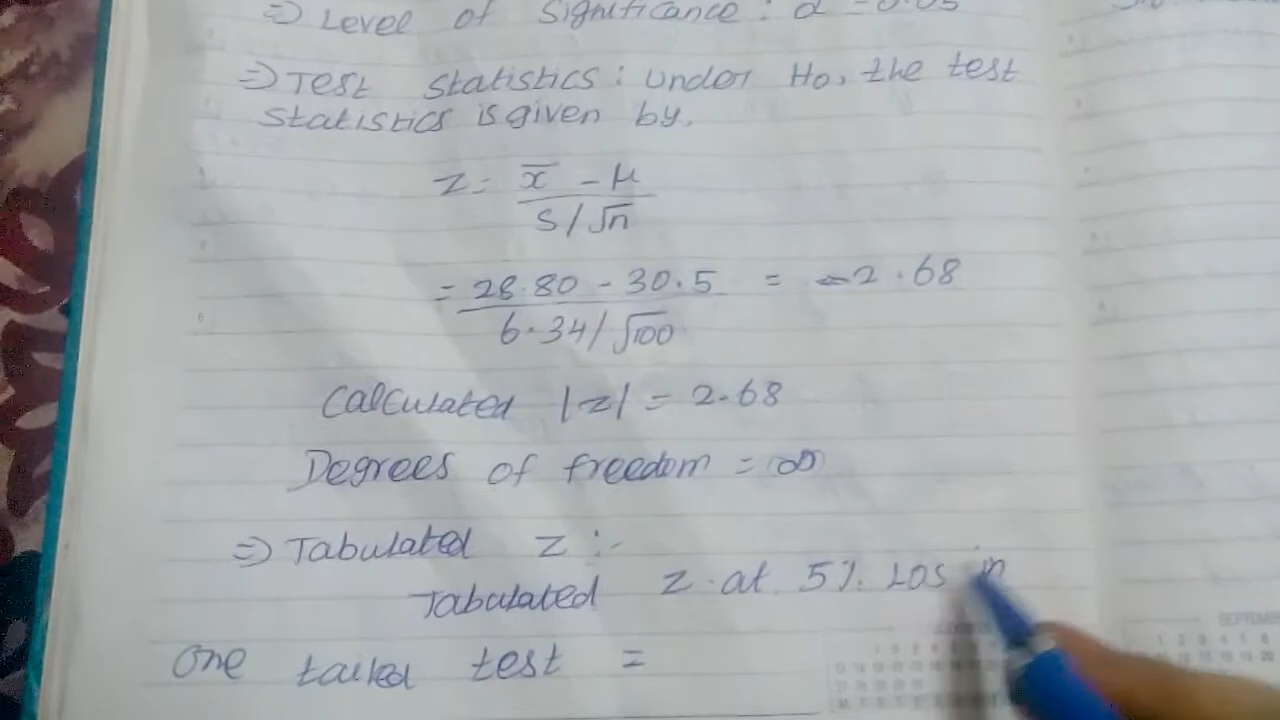 => Level of Significance: α = 0.05
=> Test statistics: Under Ho, the test
statistics is given by,
Z = x̄ - μ
S/√n
= 28.80 - 30.5 = -2.68
6.34/√100
Calculated |z| = 2.68
Degrees of freedom = ∞
=> Tabulated Z :-
Tabulated Z at 5% LOS in
One tailed test =
SEPTEMBER